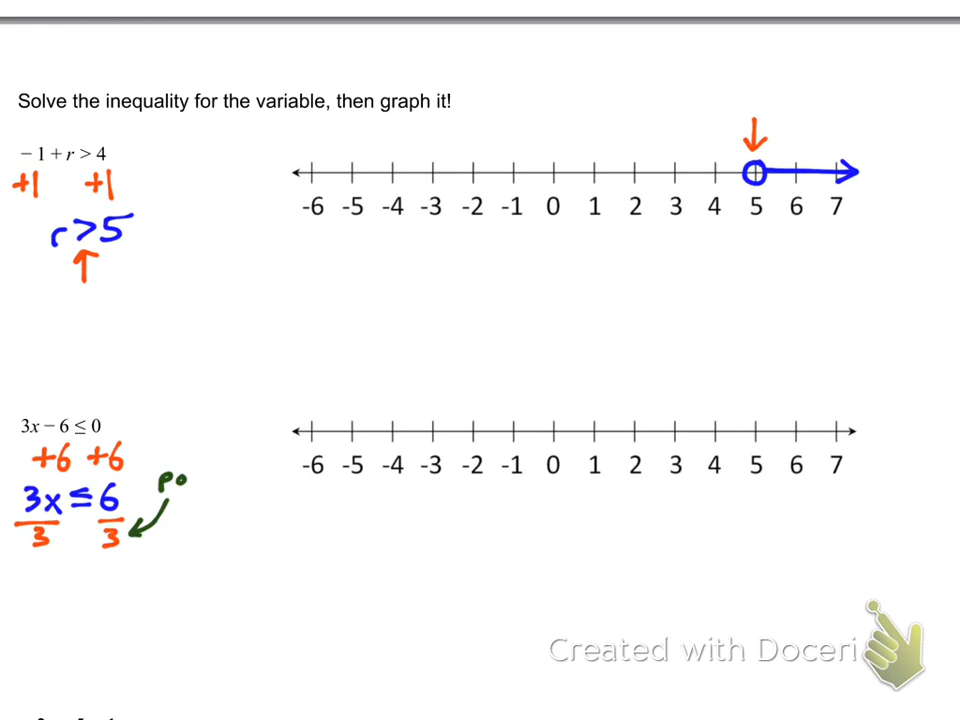 Solve the inequality for the variable, then graph it!
− 1 + r > 4
+1 +1
r > 5
-6 -5 -4 -3 -2 -1 0 1 2 3 4 5 6 7
3x − 6 ≤ 0
+6 +6
3x ≤ 6
3 3
po
-6 -5 -4 -3 -2 -1 0 1 2 3 4 5 6 7
Created with Doceri